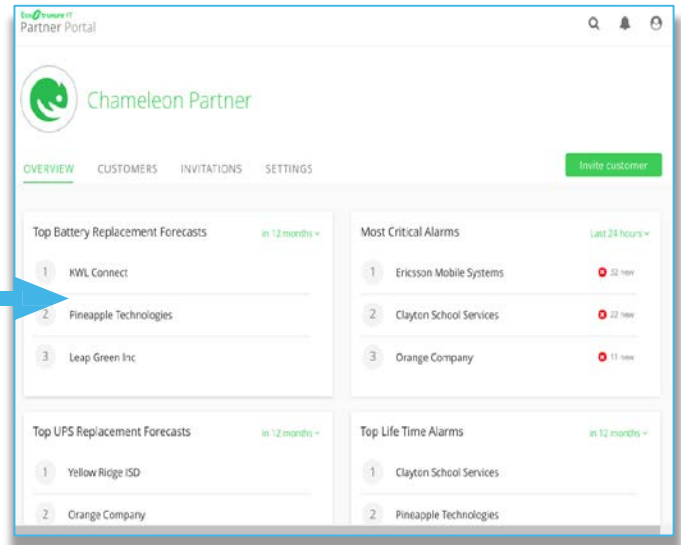 EcoStruxure IT
Partner Portal
Chameleon Partner
OVERVIEW CUSTOMERS INVITATIONS SETTINGS
Invite customer
Top Battery Replacement Forecasts in 12 months
1 KWL Connect
2 Pineapple Technologies
3 Leap Green Inc
Most Critical Alarms Last 24 hours
1 Ericsson Mobile Systems 32 new
2 Clayton School Services 22 new
3 Orange Company 11 new
Top UPS Replacement Forecasts in 12 months
1 Yellow Ridge ISD
2 Orange Company
Top Life Time Alarms in 12 months
1 Clayton School Services
2 Pineapple Technologies